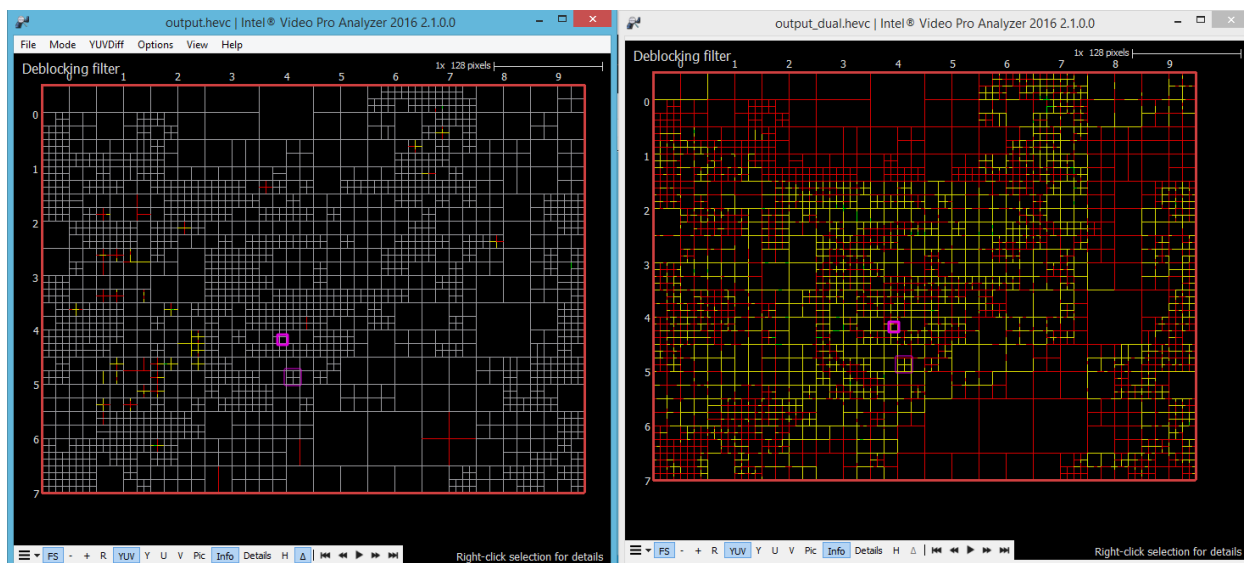 output.hevc | Intel® Video Pro Analyzer 2016 2.1.0.0
File Mode YUVDiff Options View Help
Deblocking filter
1x 128 pixels
0 1 2 3 4 5 6 7 8 9
0
1
2
3
4
5
6
7
FS - + R YUV Y U V Pic Info Details H Δ
Right-click selection for details
output_dual.hevc | Intel® Video Pro Analyzer 2016 2.1.0.0
Deblocking filter
1x 128 pixels
0 1 2 3 4 5 6 7 8 9
0
1
2
3
4
5
6
7
FS - + R YUV Y U V Pic Info Details H Δ
Right-click selection for details